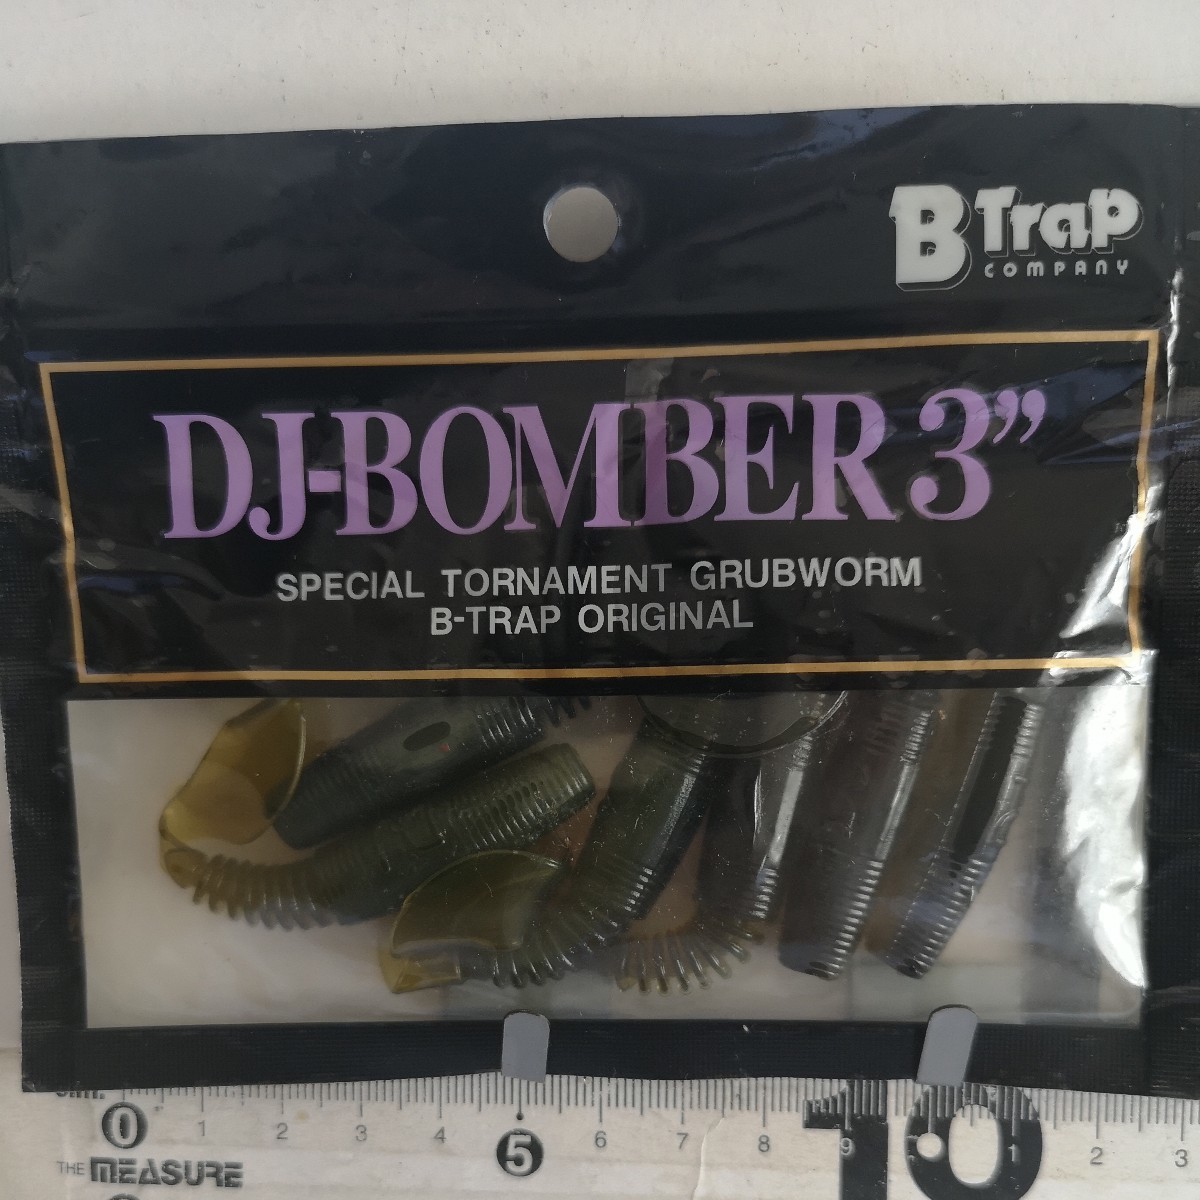 B Trap
COMPANY
DJ-BOMBER 3”
SPECIAL TORNAMENT GRUBWORM
B-TRAP ORIGINAL
0 1 2 3 4 5 6 7 8 9 10 1 2 3
THE MEASURE